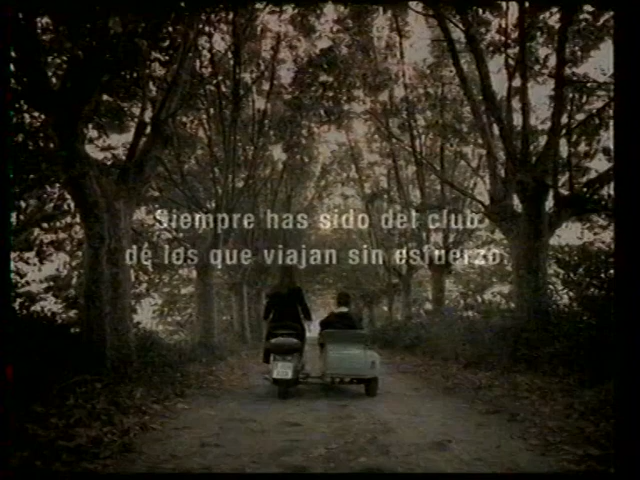 Siempre has sido del club
de los que viajan sin esfuerzo.